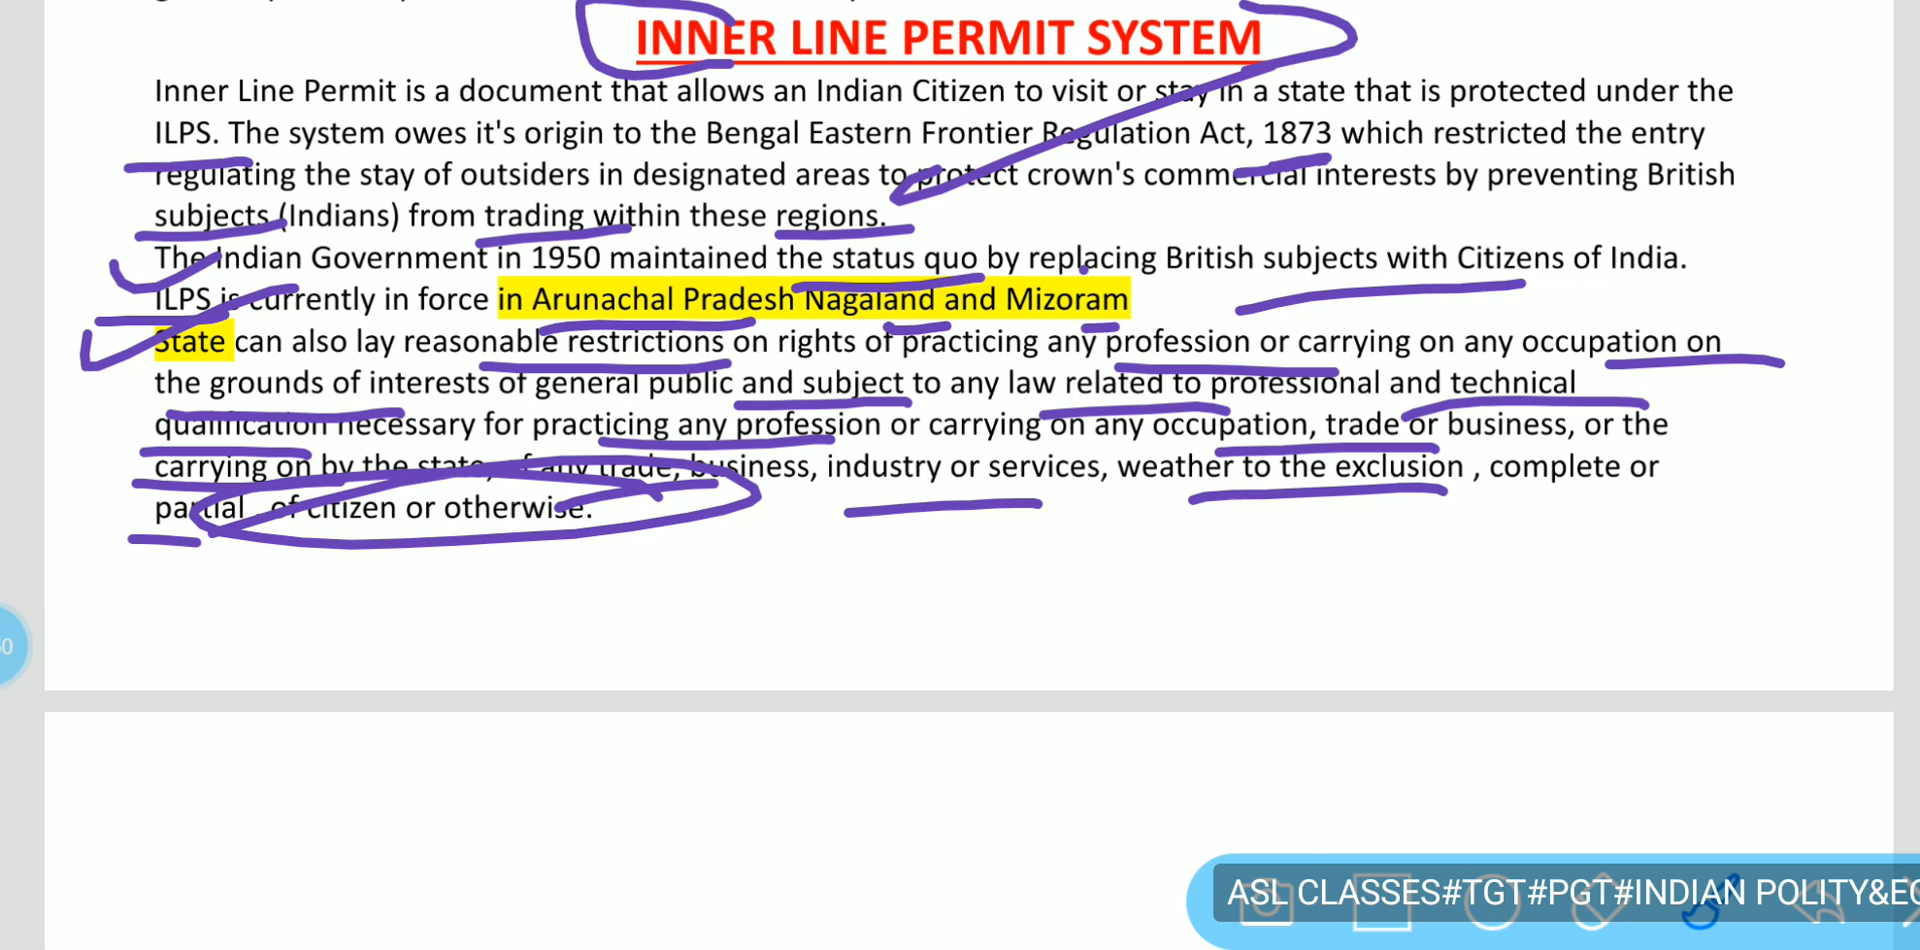 INNER LINE PERMIT SYSTEM
Inner Line Permit is a document that allows an Indian Citizen to visit or stay in a state that is protected under the
ILPS. The system owes it's origin to the Bengal Eastern Frontier Regulation Act, 1873 which restricted the entry
regulating the stay of outsiders in designated areas to protect crown's commercial interests by preventing British
subjects (Indians) from trading within these regions.
The Indian Government in 1950 maintained the status quo by replacing British subjects with Citizens of India.
ILPS is currently in force in Arunachal Pradesh Nagaland and Mizoram
State can also lay reasonable restrictions on rights of practicing any profession or carrying on any occupation on
the grounds of interests of general public and subject to any law related to professional and technical
qualification necessary for practicing any profession or carrying on any occupation, trade or business, or the
carrying on by the state, of any trade, business, industry or services, weather to the exclusion , complete or
partial , of citizen or otherwise.
ASL CLASSES#TGT#PGT#INDIAN POLITY&